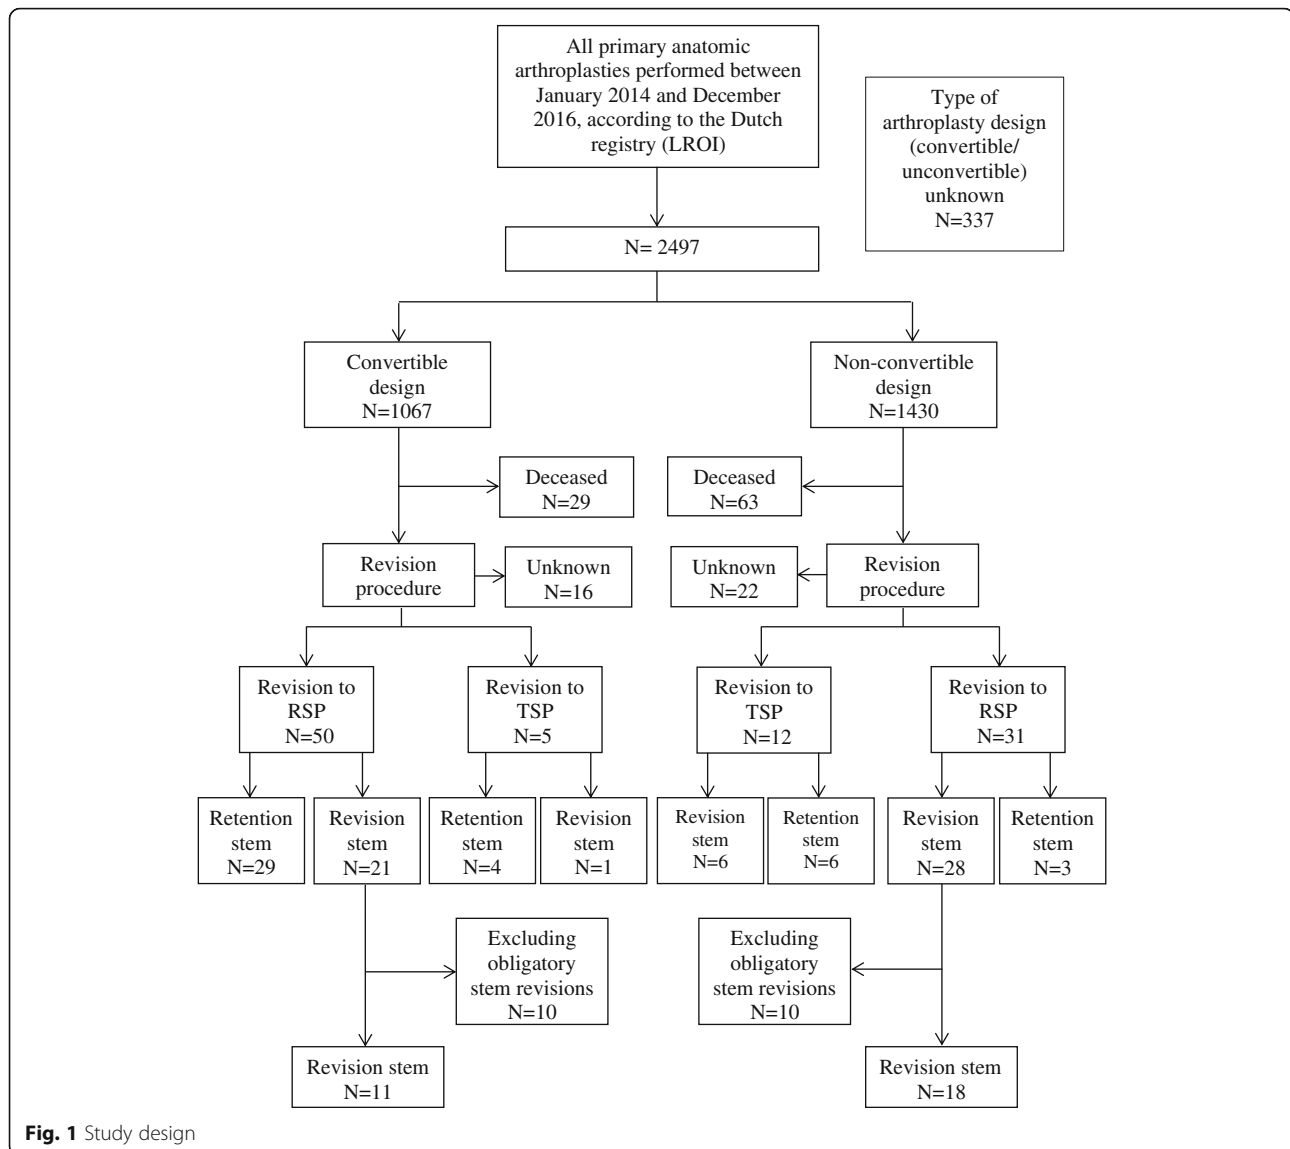 All primary anatomic
arthroplasties performed between
January 2014 and December
2016, according to the Dutch
registry (LROI)
Type of
arthroplasty design
(convertible/
unconvertible)
unknown
N=337
N= 2497
Convertible
design
N=1067
Non-convertible
design
N=1430
Deceased
N=29
Deceased
N=63
Revision
procedure
Unknown
N=16
Unknown
N=22
Revision
procedure
Revision to
RSP
N=50
Revision to
TSP
N=5
Revision to
TSP
N=12
Revision to
RSP
N=31
Retention
stem
N=29
Revision
stem
N=21
Retention
stem
N=4
Revision
stem
N=1
Revision
stem
N=6
Retention
stem
N=6
Revision
stem
N=28
Retention
stem
N=3
Excluding
obligatory
stem revisions
N=10
Excluding
obligatory
stem revisions
N=10
Revision stem
N=11
Revision stem
N=18
Fig. 1 Study design